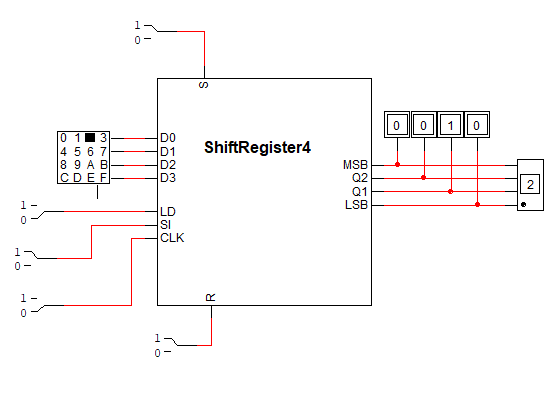 1
0
S
0 1 3
4 5 6 7
8 9 A B
C D E F
D0
D1
D2
D3
ShiftRegister4
0 0 1 0
MSB
Q2
Q1
LSB
2
1
0
LD
SI
CLK
1
0
1
0
R
1
0